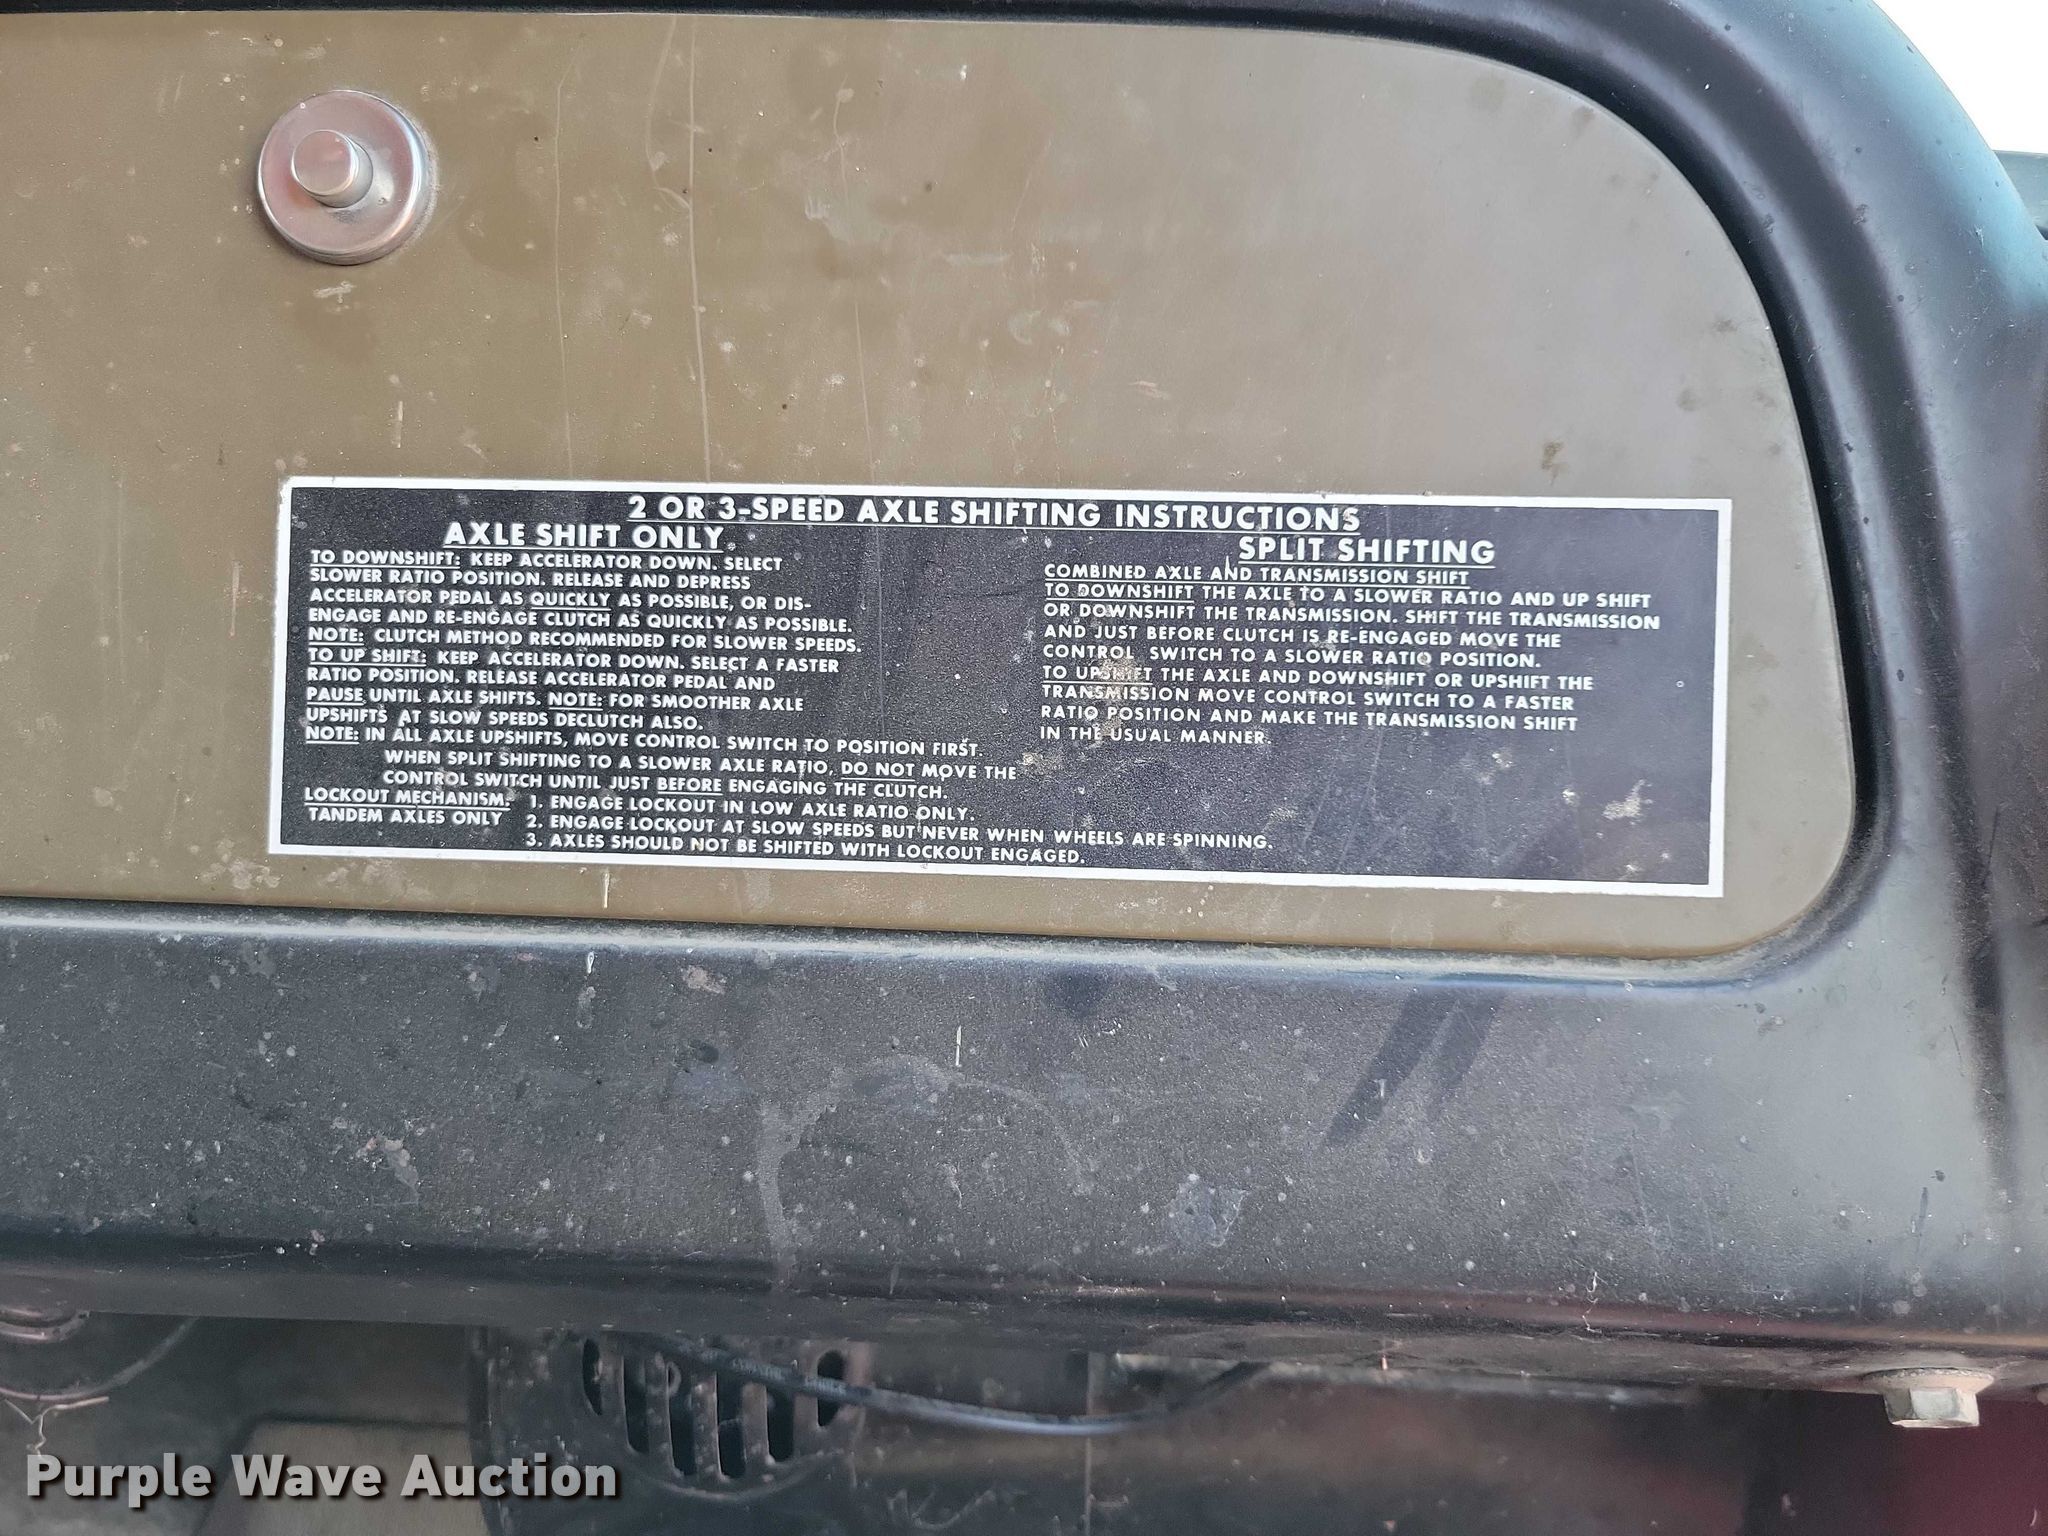 2 OR 3-SPEED AXLE SHIFTING INSTRUCTIONS
AXLE SHIFT ONLY
TO DOWNSHIFT: KEEP ACCELERATOR DOWN. SELECT
SLOWER RATIO POSITION. RELEASE AND DEPRESS
ACCELERATOR PEDAL AS QUICKLY AS POSSIBLE, OR DIS-
ENGAGE AND RE-ENGAGE CLUTCH AS QUICKLY AS POSSIBLE.
NOTE: CLUTCH METHOD RECOMMENDED FOR SLOWER SPEEDS.
TO UP SHIFT: KEEP ACCELERATOR DOWN. SELECT A FASTER
RATIO POSITION. RELEASE ACCELERATOR PEDAL AND
PAUSE UNTIL AXLE SHIFTS. NOTE: FOR SMOOTHER AXLE
UPSHIFTS AT SLOW SPEEDS DECLUTCH ALSO.
NOTE: IN ALL AXLE UPSHIFTS, MOVE CONTROL SWITCH TO POSITION FIRST.
WHEN SPLIT SHIFTING TO A SLOWER AXLE RATIO, DO NOT MOVE THE
CONTROL SWITCH UNTIL JUST BEFORE ENGAGING THE CLUTCH.
LOCKOUT MECHANISM: 1. ENGAGE LOCKOUT IN LOW AXLE RATIO ONLY.
TANDEM AXLES ONLY 2. ENGAGE LOCKOUT AT SLOW SPEEDS BUT NEVER WHEN WHEELS ARE SPINNING.
3. AXLES SHOULD NOT BE SHIFTED WITH LOCKOUT ENGAGED.
SPLIT SHIFTING
COMBINED AXLE AND TRANSMISSION SHIFT
TO DOWNSHIFT THE AXLE TO A SLOWER RATIO AND UP SHIFT
OR DOWNSHIFT THE TRANSMISSION. SHIFT THE TRANSMISSION
AND JUST BEFORE CLUTCH IS RE-ENGAGED MOVE THE
CONTROL SWITCH TO A SLOWER RATIO POSITION.
TO UPSHIFT THE AXLE AND DOWNSHIFT OR UPSHIFT THE
TRANSMISSION MOVE CONTROL SWITCH TO A FASTER
RATIO POSITION AND MAKE THE TRANSMISSION SHIFT
IN THE USUAL MANNER.
Purple Wave Auction